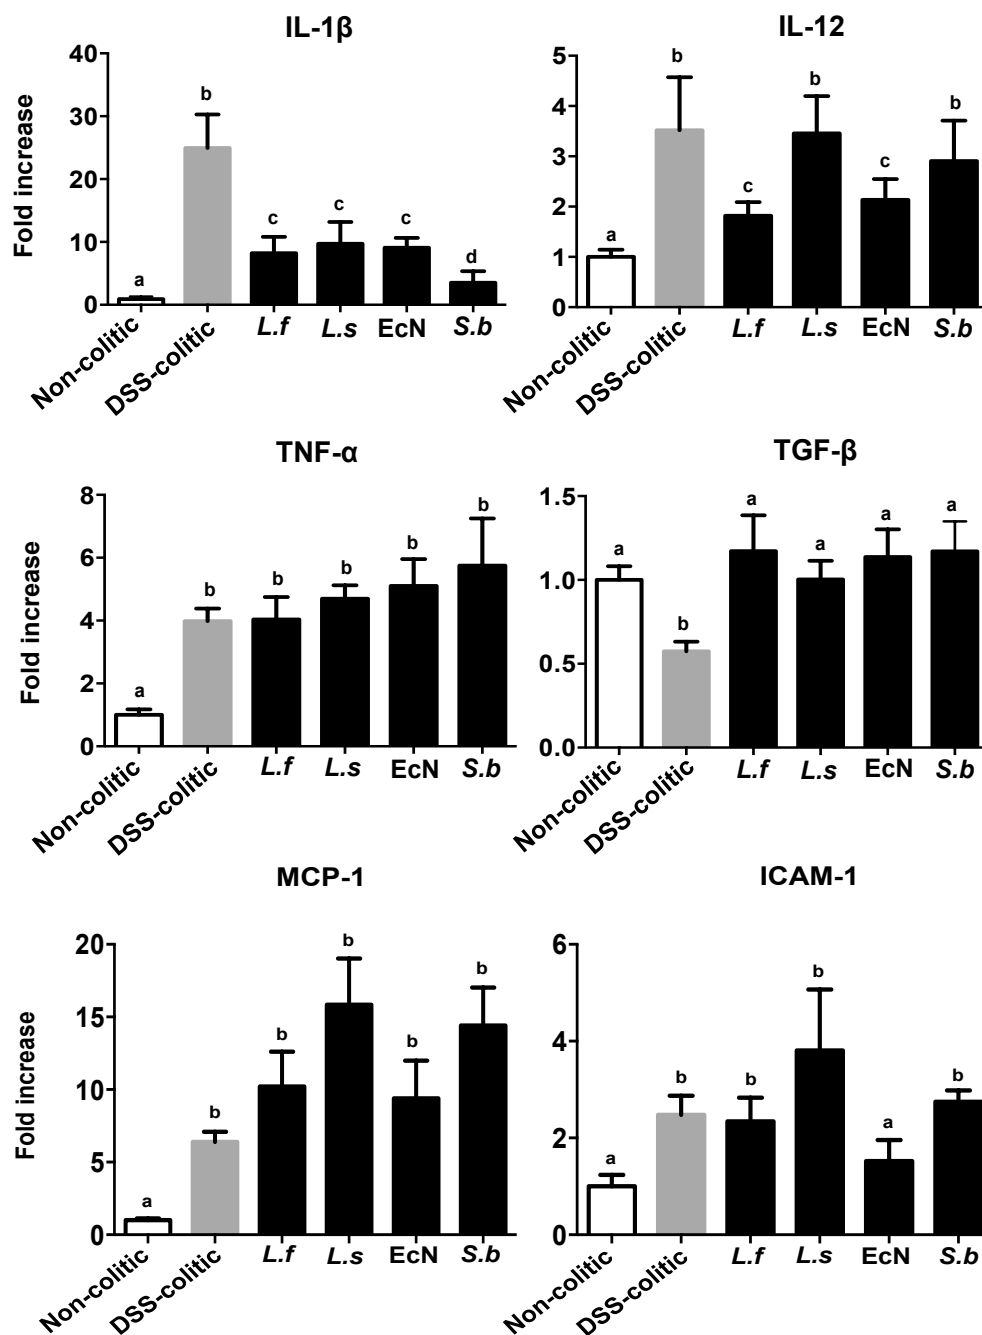 IL-1β
Fold increase
40
30
20
10
0
a
b
c
c
c
d
Non-colitic
DSS-colitic
L.f
L.s
EcN
S.b
IL-12
5
4
3
2
1
0
a
b
c
b
c
b
Non-colitic
DSS-colitic
L.f
L.s
EcN
S.b
TNF-α
Fold increase
8
6
4
2
0
a
b
b
b
b
b
Non-colitic
DSS-colitic
L.f
L.s
EcN
S.b
TGF-β
1.5
1.0
0.5
0.0
a
b
a
a
a
a
Non-colitic
DSS-colitic
L.f
L.s
EcN
S.b
MCP-1
Fold increase
20
15
10
5
0
a
b
b
b
b
b
Non-colitic
DSS-colitic
L.f
L.s
EcN
S.b
ICAM-1
6
4
2
0
a
b
b
b
a
b
Non-colitic
DSS-colitic
L.f
L.s
EcN
S.b